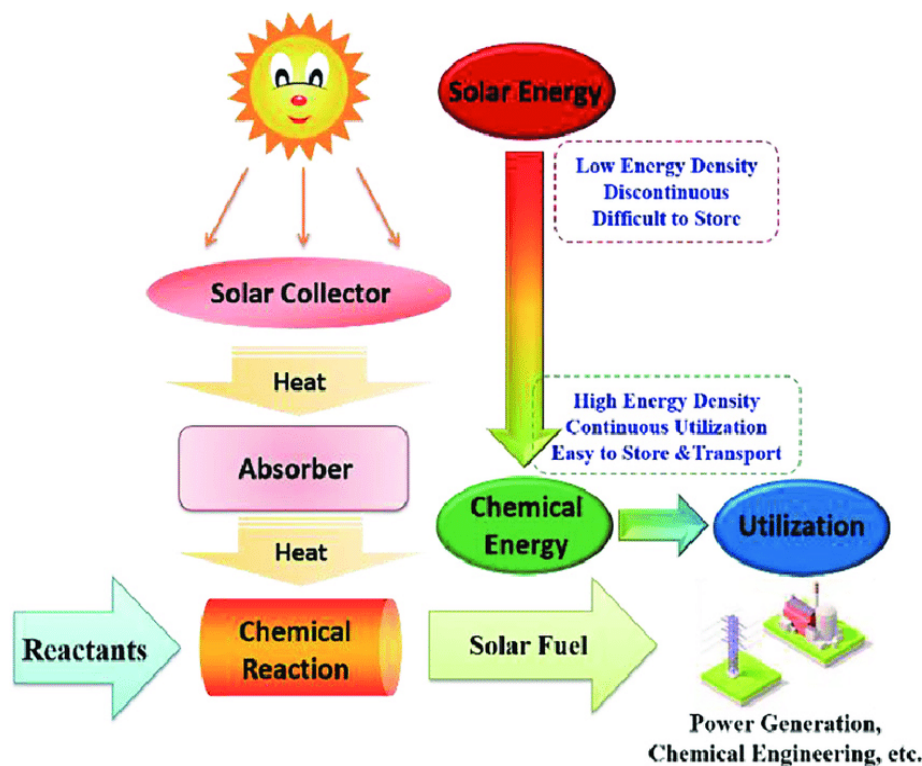 Solar Energy
Low Energy Density
Discontinuous
Difficult to Store
Solar Collector
Heat
High Energy Density
Continuous Utilization
Easy to Store &Transport
Absorber
Chemical
Energy
Utilization
Heat
Reactants
Chemical
Reaction
Solar Fuel
Power Generation,
Chemical Engineering, etc.